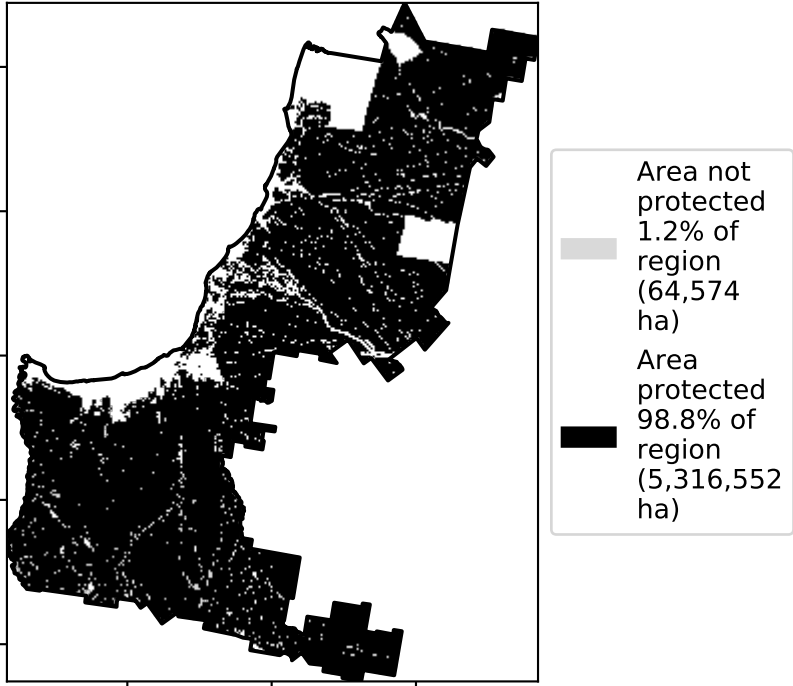 Area not
protected
1.2% of
region
(64,574
ha)
Area
protected
98.8% of
region
(5,316,552
ha)